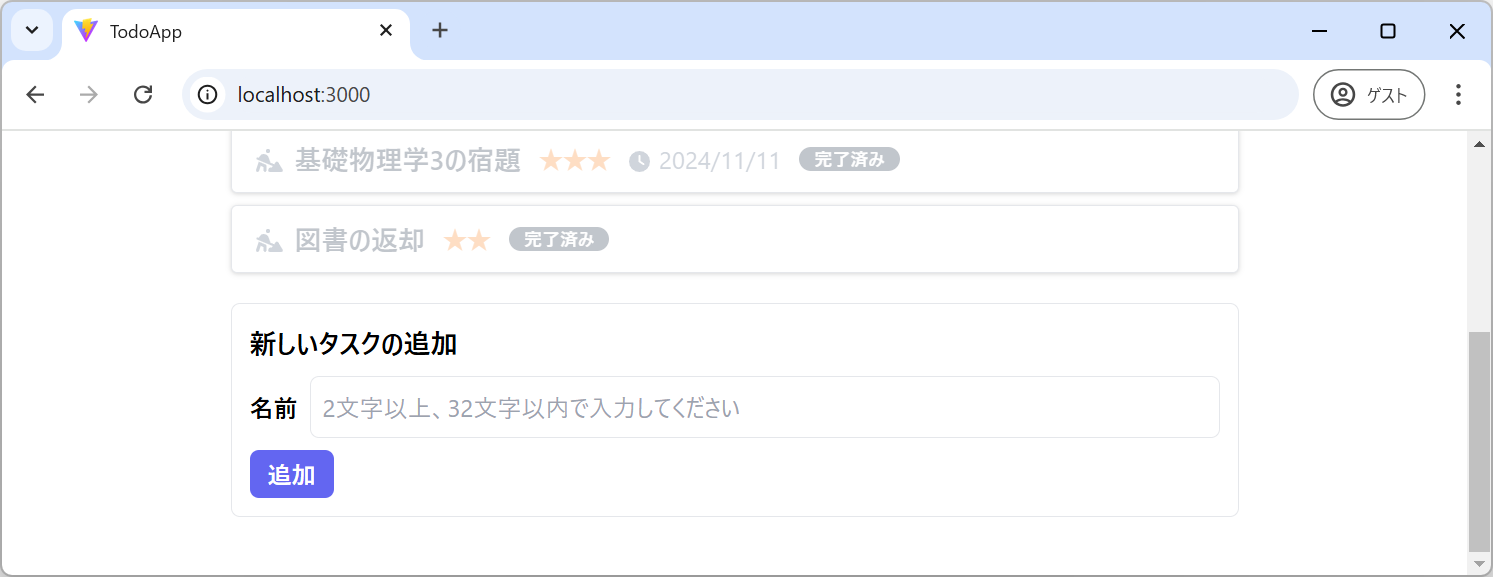 TodoApp
localhost:3000
ゲスト
基礎物理学3の宿題 ★★★ 2024/11/11 完了済み
図書の返却 ★★ 完了済み
新しいタスクの追加
名前 2文字以上、32文字以内で入力してください
追加